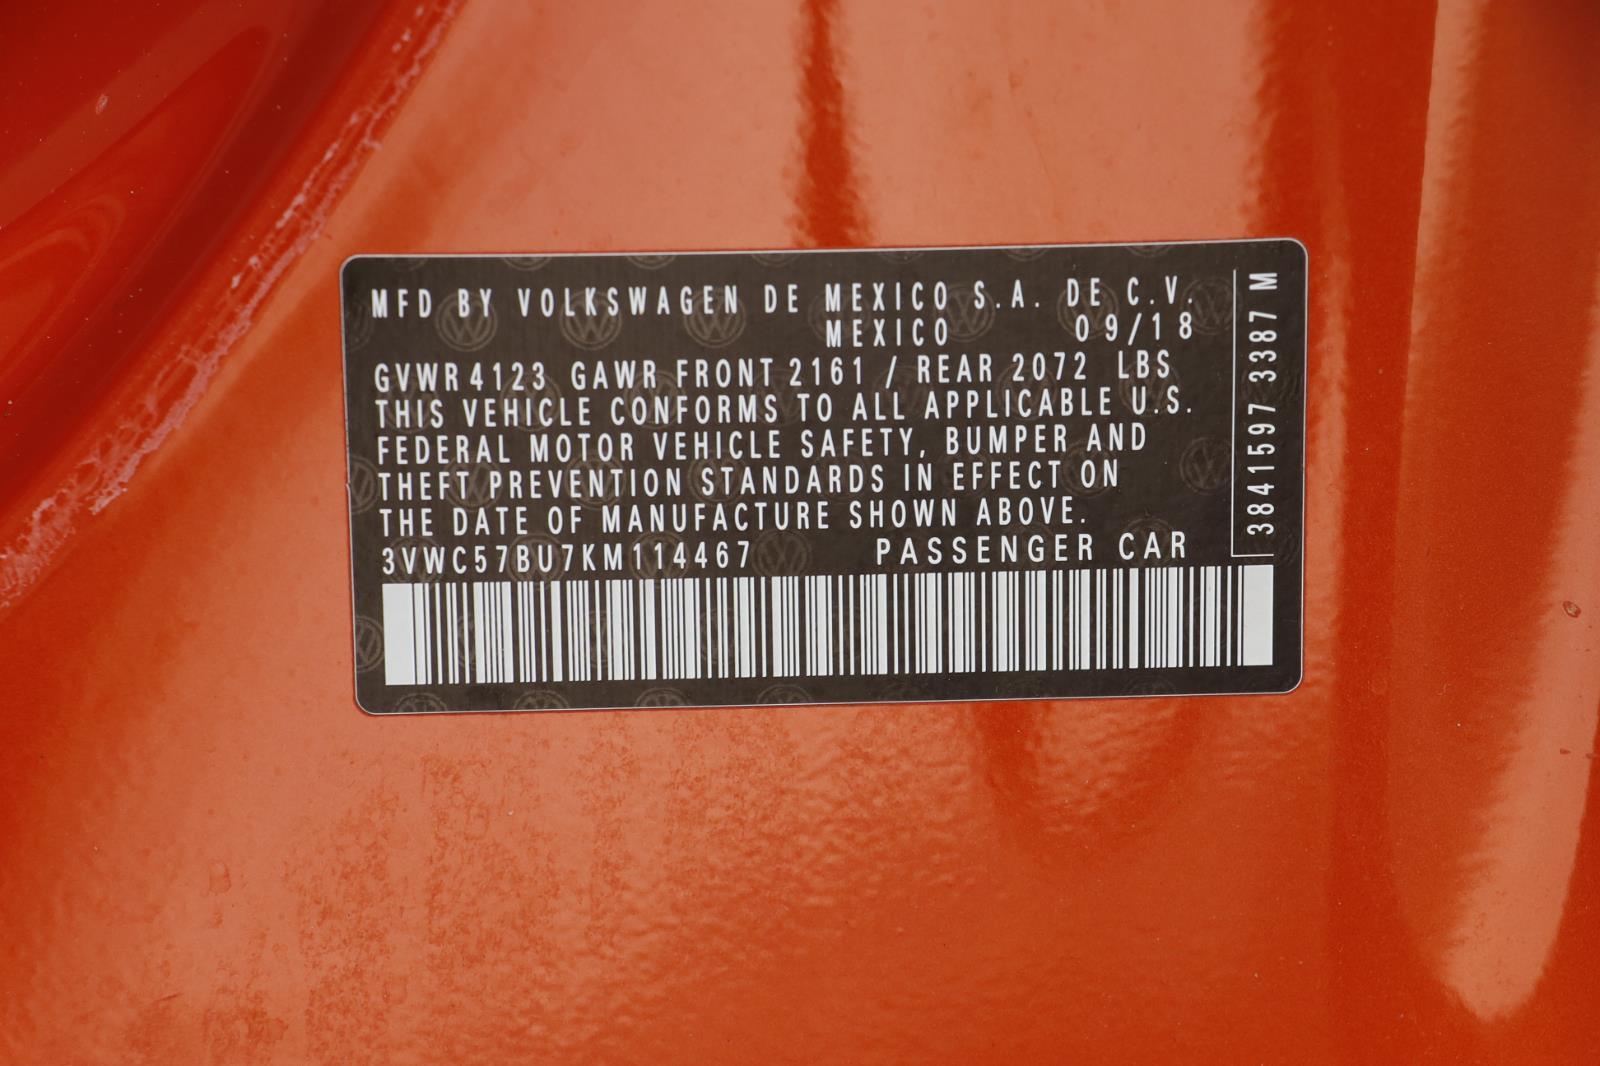 MFD BY VOLKSWAGEN DE MEXICO S.A. DE C.V.
MEXICO 09/18
GVWR 4123 GAWR FRONT 2161 / REAR 2072 LBS
THIS VEHICLE CONFORMS TO ALL APPLICABLE U.S.
FEDERAL MOTOR VEHICLE SAFETY, BUMPER AND
THEFT PREVENTION STANDARDS IN EFFECT ON
THE DATE OF MANUFACTURE SHOWN ABOVE.
3VWC57BU7KM114467 PASSENGER CAR
3841597 3387 M